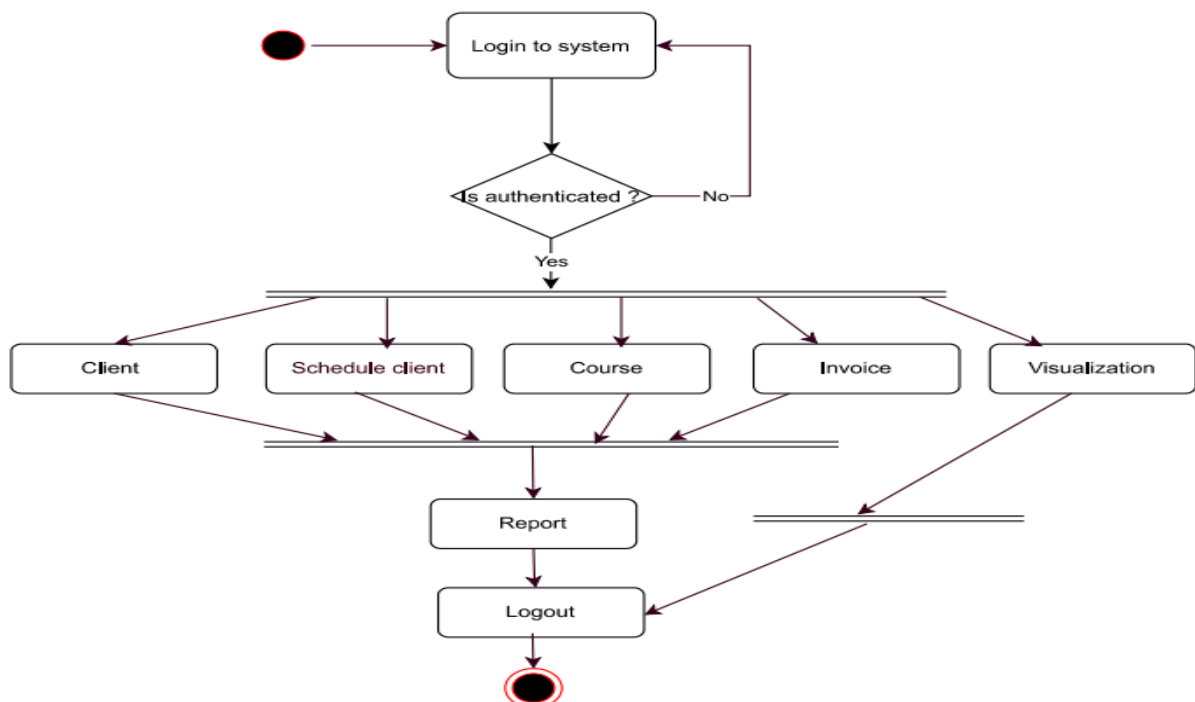 Login to system
Is authenticated ?
No
Yes
Client
Schedule client
Course
Invoice
Visualization
Report
Logout